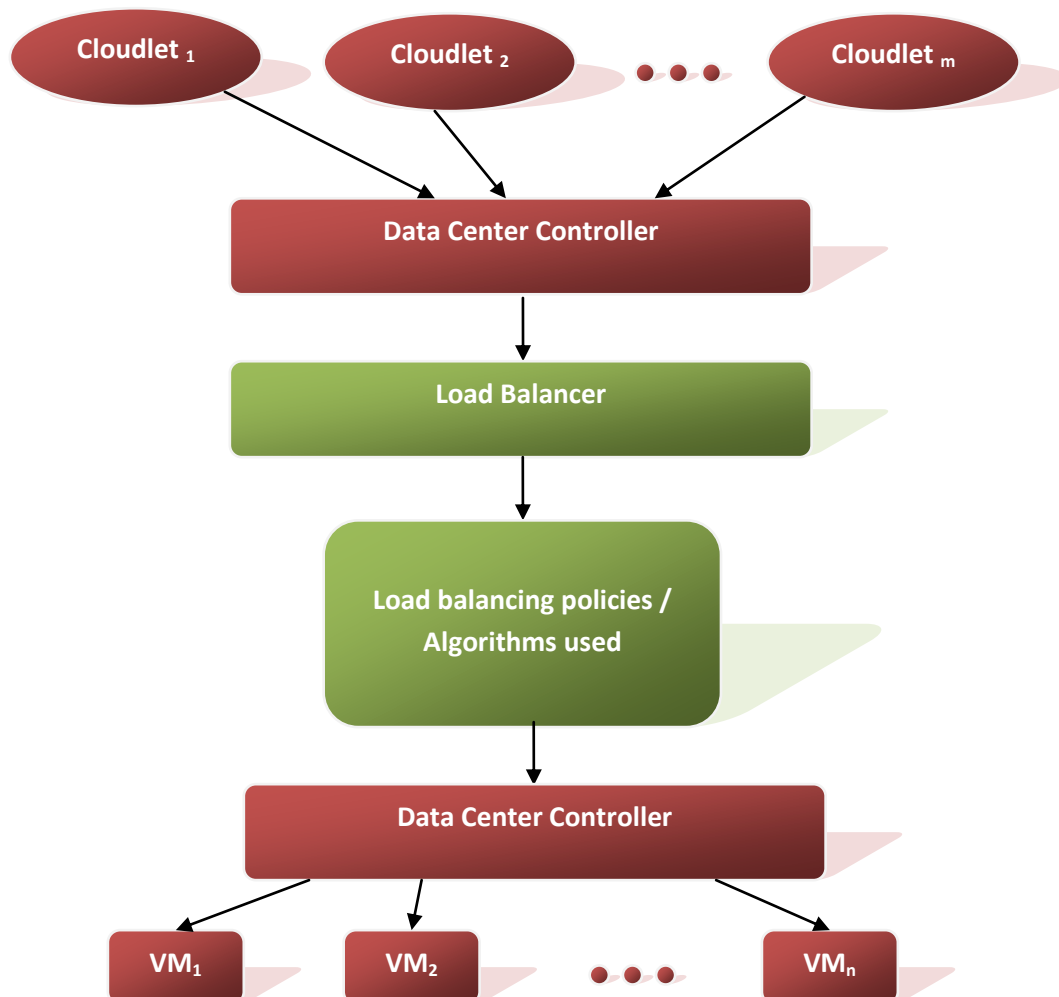 Cloudlet 1
Cloudlet 2
Cloudlet m
Data Center Controller
Load Balancer
Load balancing policies /
Algorithms used
Data Center Controller
VM1
VM2
VMn